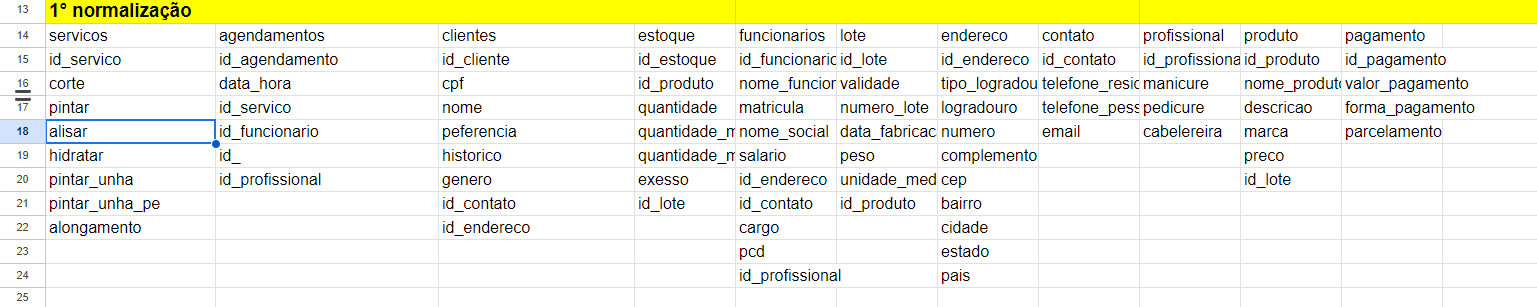 13 1° normalização
14 servicos agendamentos clientes estoque funcionarios lote endereco contato profissional produto pagamento
15 id_servico id_agendamento id_cliente id_estoque id_funcionario id_lote id_endereco id_contato id_profissiona id_produto id_pagamento
16 corte data_hora cpf id_produto nome_funcior validade tipo_logradou telefone_resid manicure nome_produto valor_pagamento
17 pintar id_servico nome quantidade matricula numero_lote logradouro telefone_pess pedicure descricao forma_pagamento
18 alisar id_funcionario peferencia quantidade_m nome_social data_fabricac numero email cabelereira marca parcelamento
19 hidratar id_ historico quantidade_m salario peso complemento preco
20 pintar_unha id_profissional genero exesso id_endereco unidade_med cep id_lote
21 pintar_unha_pe id_contato id_lote id_contato id_produto bairro
22 alongamento id_endereco cargo cidade
23 pcd estado
24 id_profissional pais
25